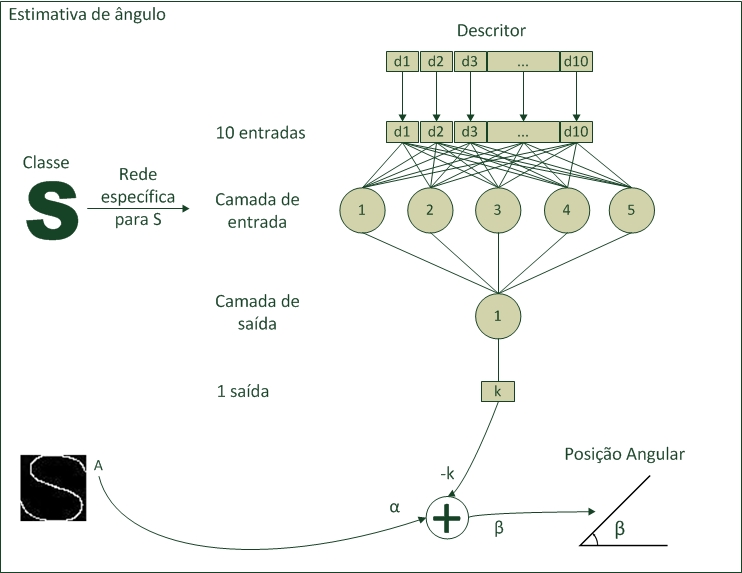 Estimativa de ângulo
Descritor
d1 d2 d3 ... d10
10 entradas
d1 d2 d3 ... d10
Classe
S
Rede
específica
para S
Camada de
entrada
1 2 3 4 5
Camada de
saída
1
1 saída
k
A
-k
α
+
β
Posição Angular
β